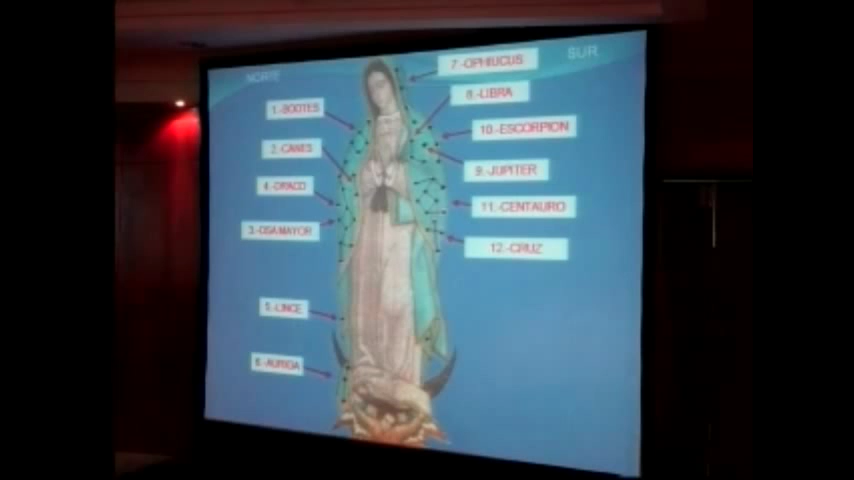 NORTE
SUR
7.-OPHIUCUS
8.-LIBRA
1.-BOOTES
10.-ESCORPION
2.-CANES
9.-JUPITER
4.-DRACO
11.-CENTAURO
3.-OSA MAYOR
12.-CRUZ
5.-LINCE
6.-AURIGA